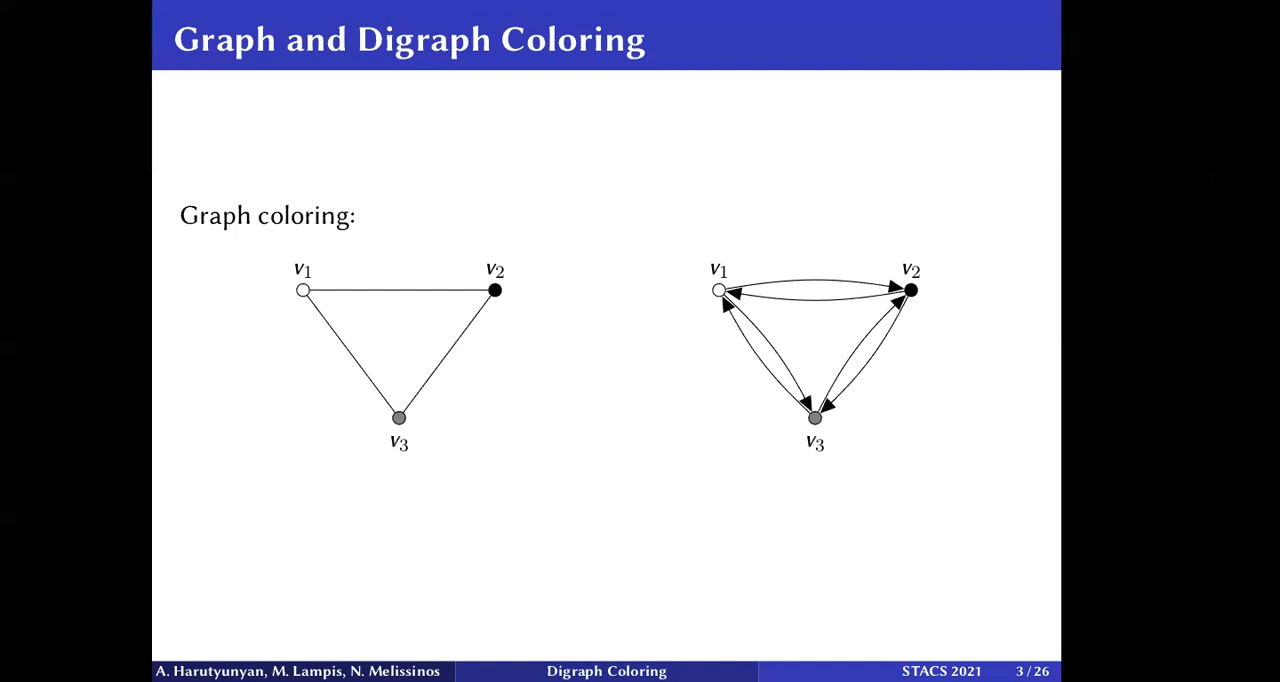 Graph and Digraph Coloring
Graph coloring:
v1 v2 v1 v2
v3 v3
A. Harutyunyan, M. Lampis, N. Melissinos Digraph Coloring STACS 2021 3 / 26